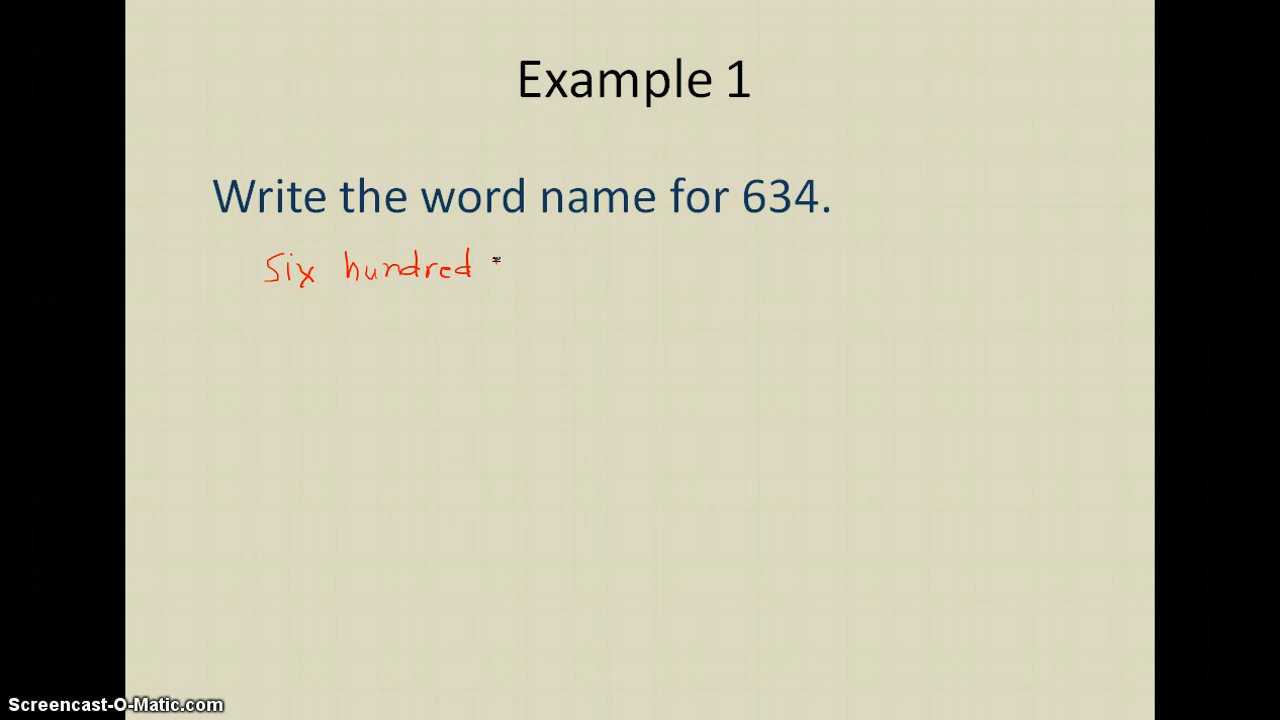 Example 1
Write the word name for 634.
Six hundred
Screencast-O-Matic.com